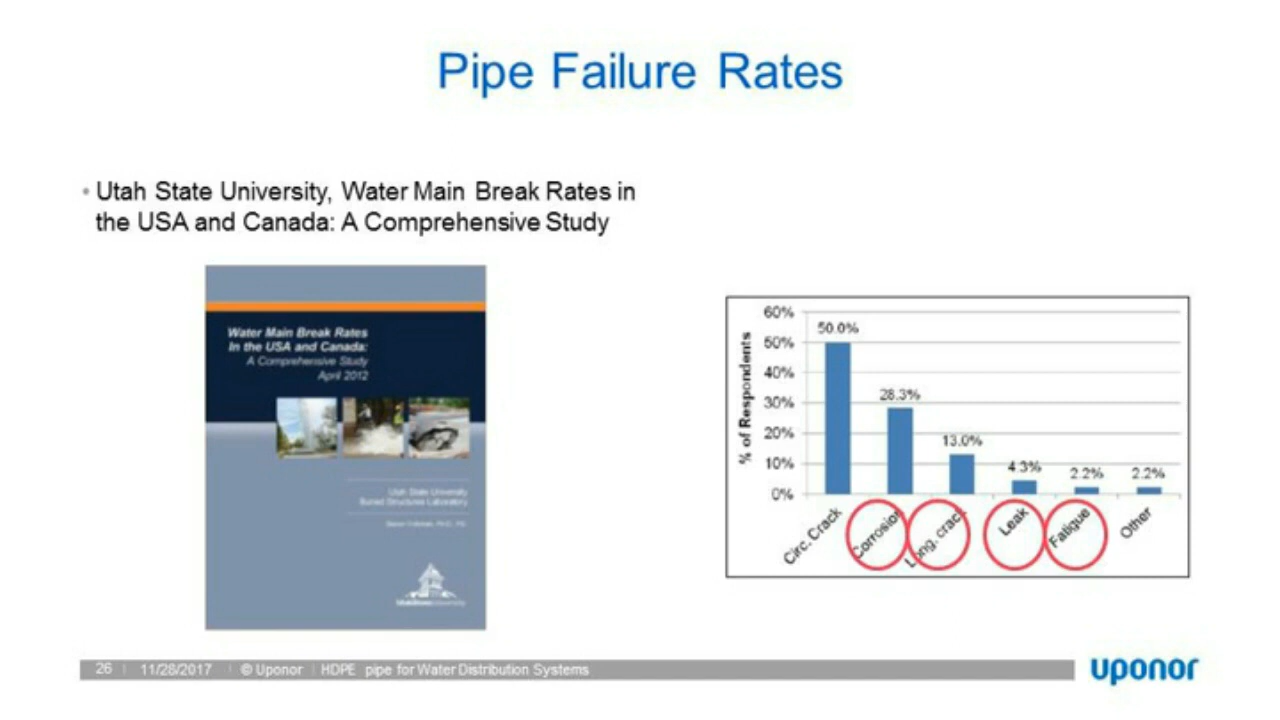 Pipe Failure Rates
• Utah State University, Water Main Break Rates in
the USA and Canada: A Comprehensive Study
Water Main Break Rates
In the USA and Canada:
A Comprehensive Study
April 2012
Utah State University
Buried Structures Laboratory
UtahStateUniversity
% of Respondents
60%
50%
40%
30%
20%
10%
0%
50.0%
28.3%
13.0%
4.3%
2.2%
2.2%
Circ. Crack
Corrosion
Long. crack
Leak
Fatigue
Other
26 | 11/28/2017 | © Uponor | HDPE pipe for Water Distribution Systems
uponor